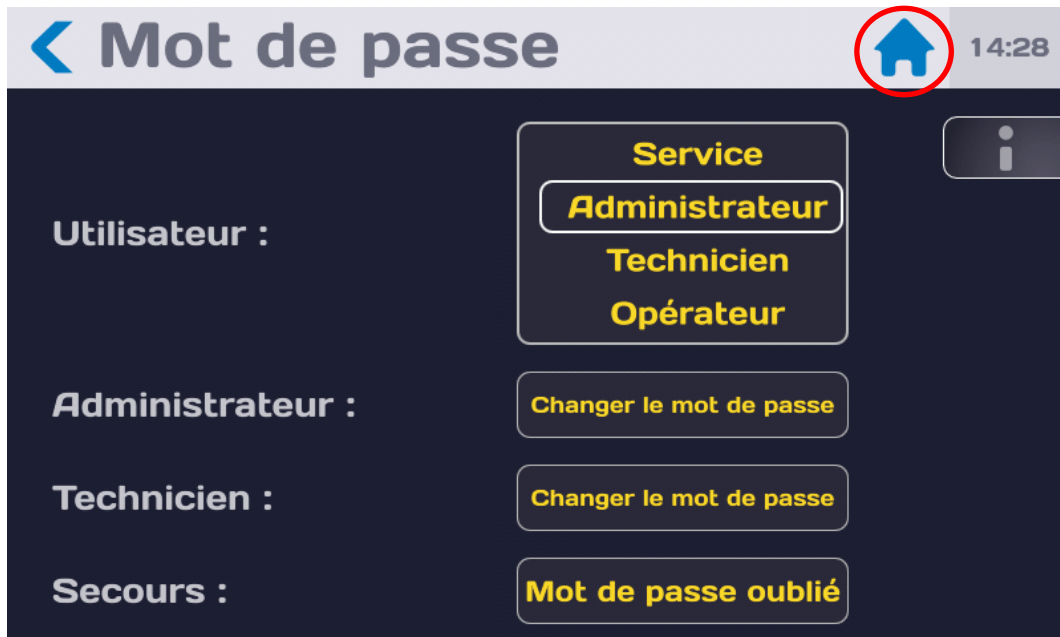 Mot de passe
14:28
Utilisateur :
Service
Administrateur
Technicien
Opérateur
Administrateur :
Changer le mot de passe
Technicien :
Changer le mot de passe
Secours :
Mot de passe oublié